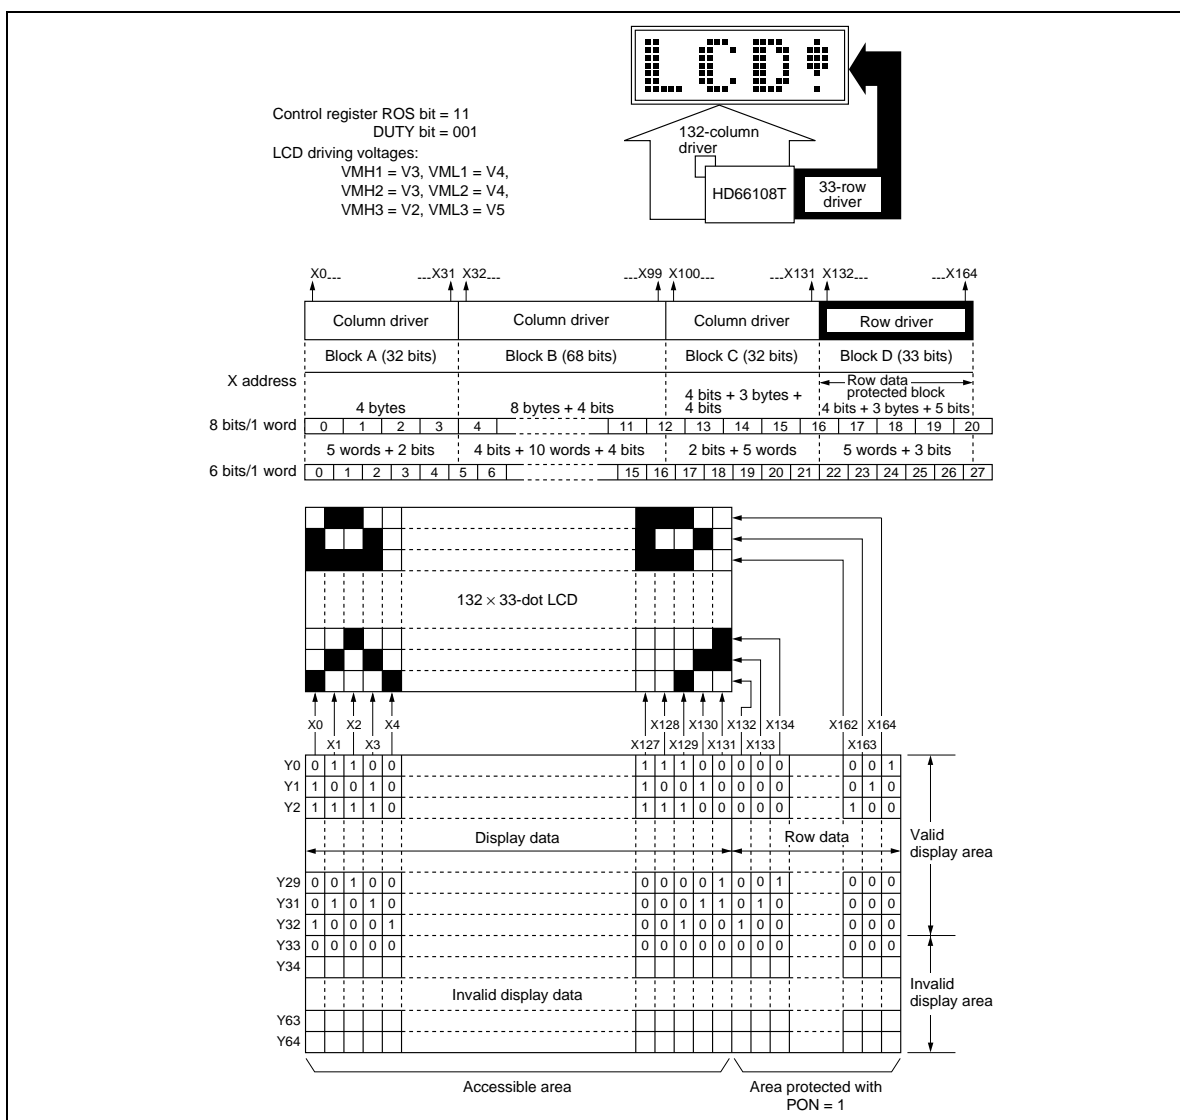 LCD!
Control register ROS bit = 11
DUTY bit = 001
LCD driving voltages:
VMH1 = V3, VML1 = V4,
VMH2 = V3, VML2 = V4,
VMH3 = V2, VML3 = V5
132-column
driver
HD66108T
33-row
driver
X0--- ---X31 X32--- ---X99 X100--- ---X131 X132--- ---X164
Column driver Column driver Column driver Row driver
Block A (32 bits) Block B (68 bits) Block C (32 bits) Block D (33 bits)
X address
Row data
protected block
4 bytes 8 bytes + 4 bits 4 bits + 3 bytes +
4 bits 4 bits + 3 bytes + 5 bits
8 bits/1 word 0 1 2 3 4 11 12 13 14 15 16 17 18 19 20
5 words + 2 bits 4 bits + 10 words + 4 bits 2 bits + 5 words 5 words + 3 bits
6 bits/1 word 0 1 2 3 4 5 6 15 16 17 18 19 20 21 22 23 24 25 26 27
132 × 33-dot LCD
X0 X2 X4 X128 X130 X132 X134 X162 X164
X1 X3 X127 X129 X131 X133 X163
Y0 0 1 1 0 0 1 1 1 0 0 0 0 0 0 0 1
Y1 1 0 0 1 0 1 0 0 1 0 0 0 0 0 1 0
Y2 1 1 1 1 0 1 1 1 0 0 0 0 0 1 0 0
Display data Row data
Valid
display area
Y29 0 0 1 0 0 0 0 0 0 1 0 0 1 0 0 0
Y31 0 1 0 1 0 0 0 0 1 1 0 1 0 0 0 0
Y32 1 0 0 0 1 0 0 1 0 0 1 0 0 0 0 0
Y33 0 0 0 0 0 0 0 0 0 0 0 0 0 0 0 0
Y34
Invalid display data
Invalid
display area
Y63
Y64
Accessible area
Area protected with
PON = 1